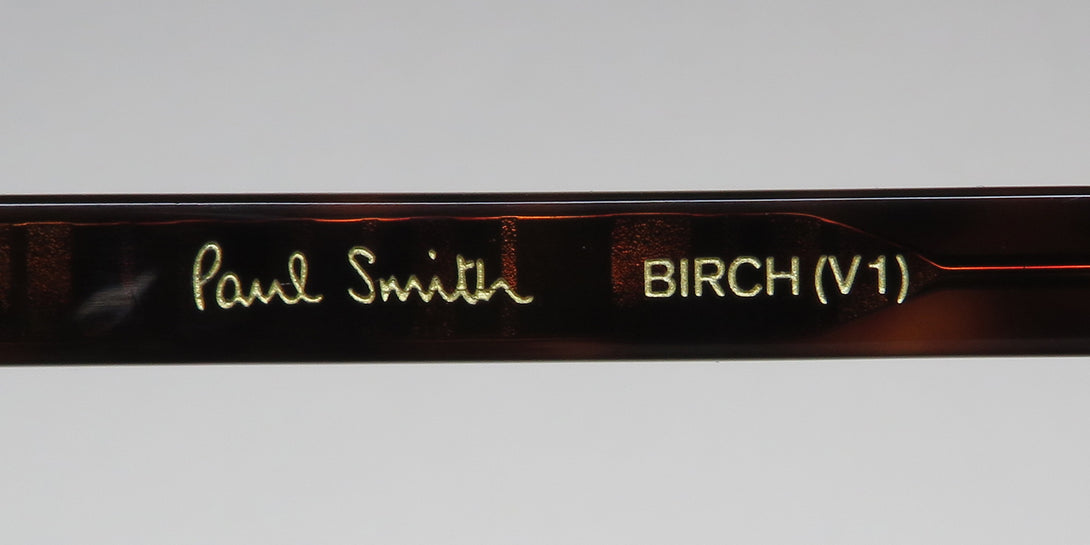 Paul Smith BIRCH (V1)